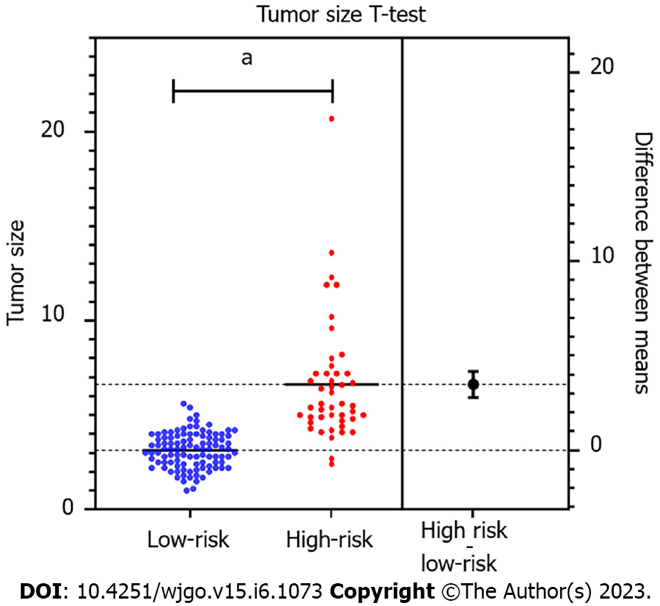 Tumor size T-test
a
20
10
0
Tumor size
20
10
0
Difference between means
Low-risk
High-risk
High risk
-
low-risk
DOI: 10.4251/wjgo.v15.i6.1073 Copyright ©The Author(s) 2023.